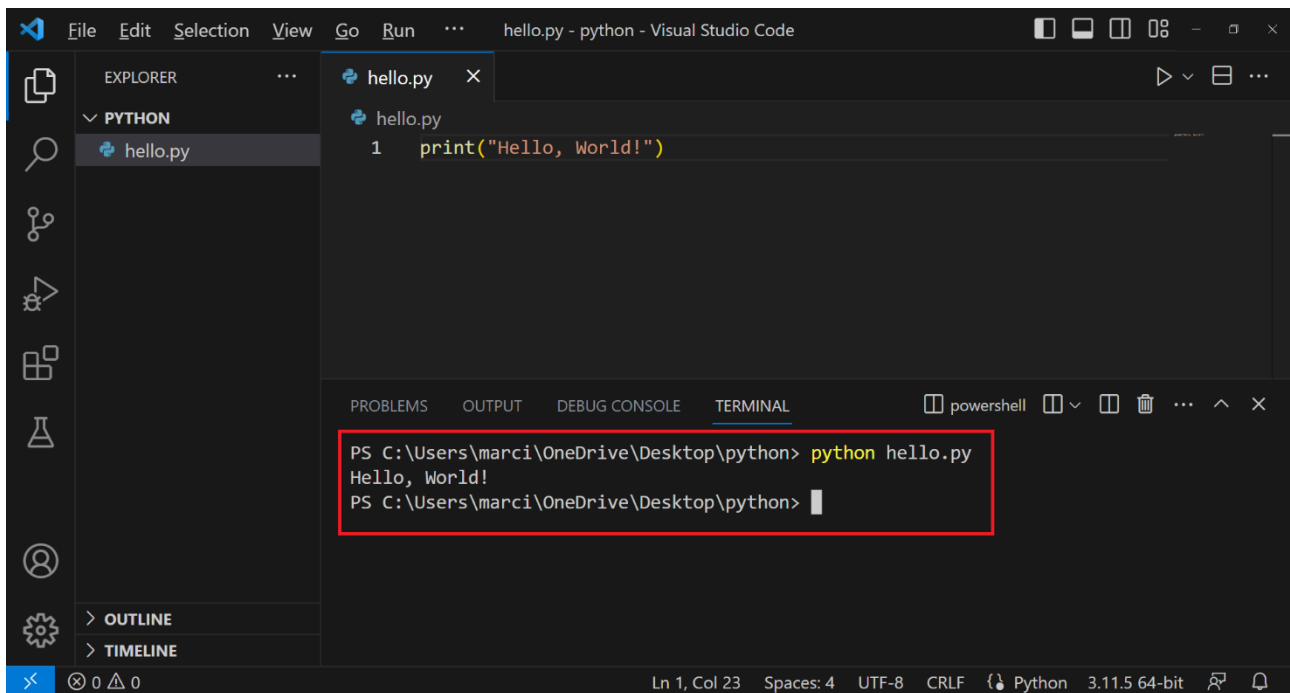 File Edit Selection View Go Run ··· hello.py - python - Visual Studio Code
EXPLORER ···
PYTHON
hello.py
OUTLINE
TIMELINE
hello.py
hello.py
1 print("Hello, World!")
PROBLEMS OUTPUT DEBUG CONSOLE TERMINAL powershell ···
PS C:\Users\marci\OneDrive\Desktop\python> python hello.py
Hello, World!
PS C:\Users\marci\OneDrive\Desktop\python>
0 0 Ln 1, Col 23 Spaces: 4 UTF-8 CRLF Python 3.11.5 64-bit